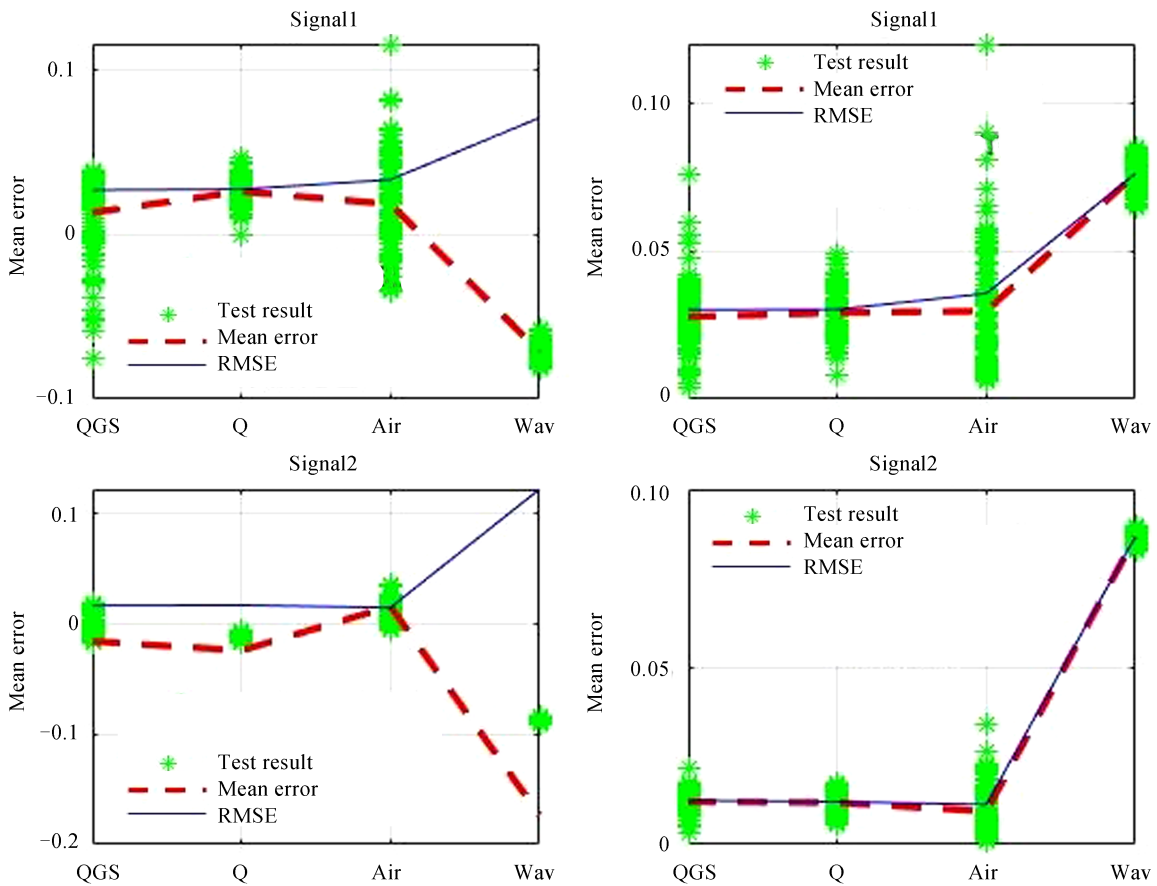 Signal1
0.1
0
−0.1
Mean error
Test result
Mean error
RMSE
QGS Q Air Wav
Signal1
0.10
0.05
0
Mean error
Test result
Mean error
RMSE
QGS Q Air Wav
Signal2
0.1
0
−0.1
−0.2
Mean error
Test result
Mean error
RMSE
QGS Q Air Wav
Signal2
0.10
0.05
0
Mean error
Test result
Mean error
RMSE
QGS Q Air Wav